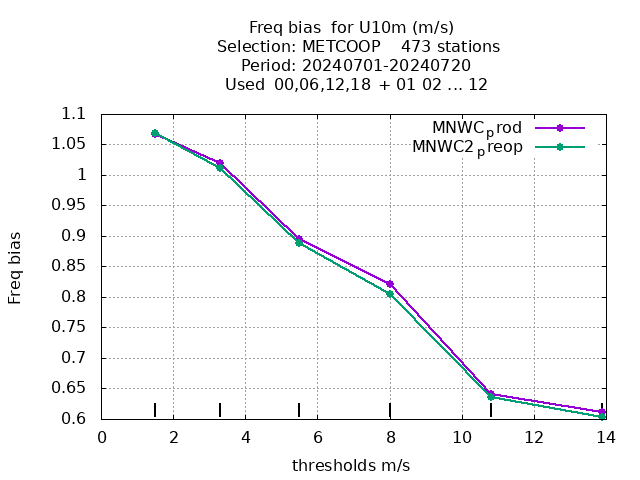 Freq bias  for U10m (m/s)
Selection: METCOOP    473 stations
Period: 20240701-20240720
Used  00,06,12,18  + 01 02 ... 12
MNWCprod
MNWC2preop
1.1
1.05
1
0.95
0.9
0.85
0.8
0.75
0.7
0.65
0.6
Freq bias
0 2 4 6 8 10 12 14
thresholds m/s